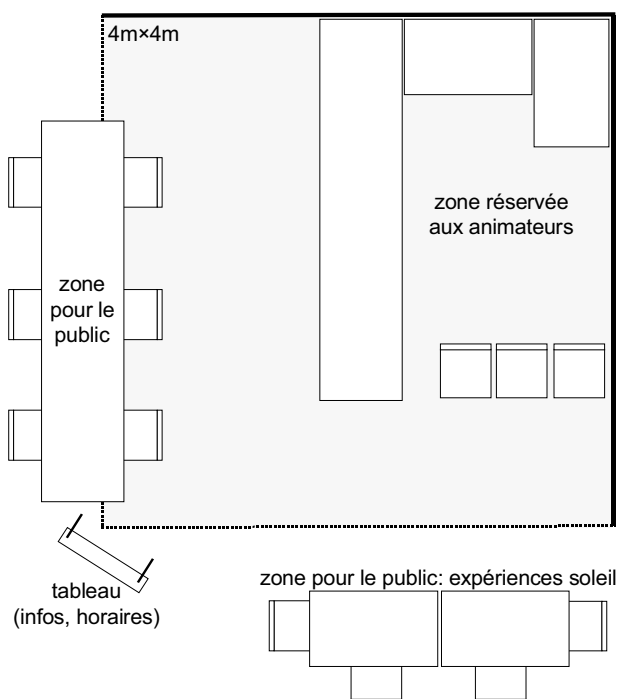 4m×4m
zone réservée
aux animateurs
zone
pour le
public
tableau
(infos, horaires)
zone pour le public: expériences soleil